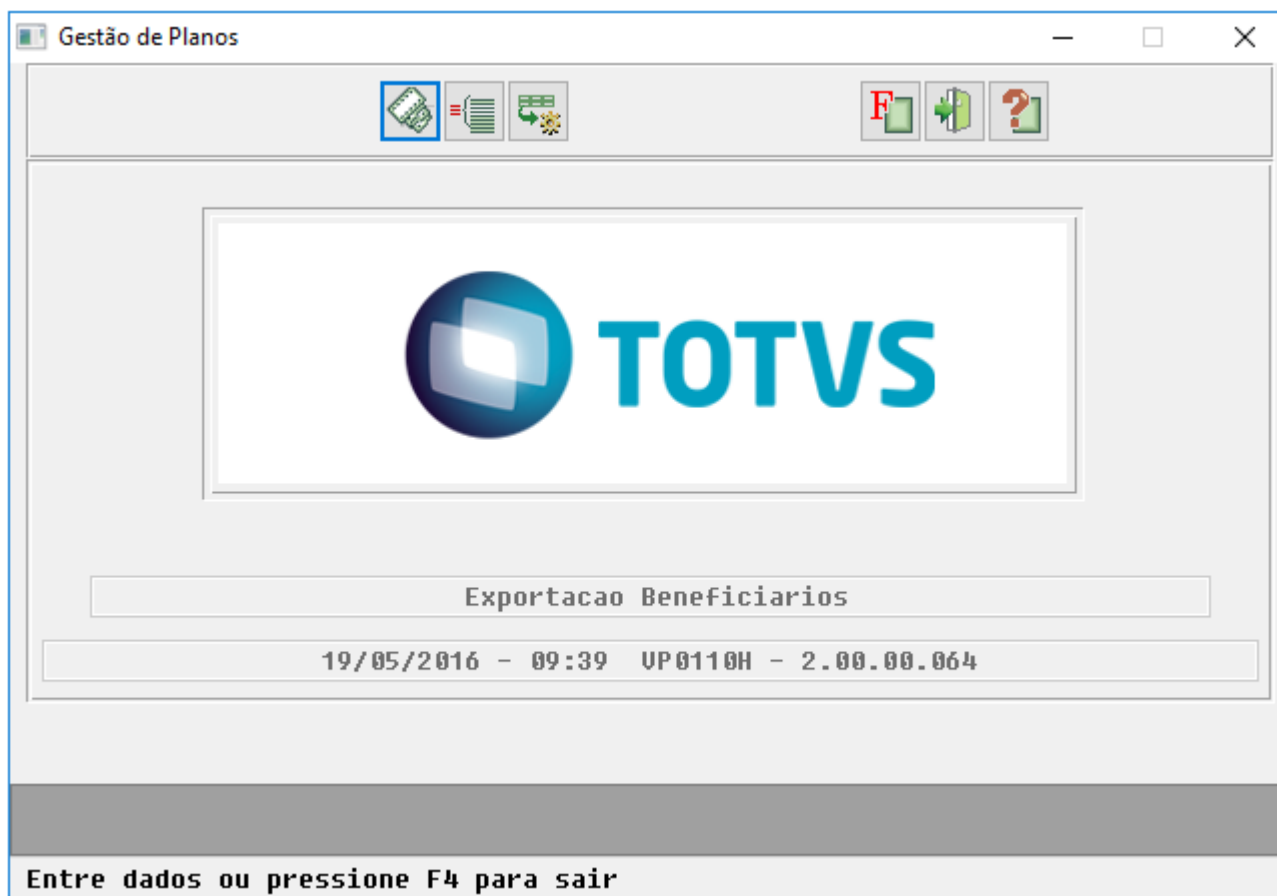 Gestão de Planos
F
?
TOTVS
Exportacao Beneficiarios
19/05/2016 - 09:39 VP0110H - 2.00.00.064
Entre dados ou pressione F4 para sair